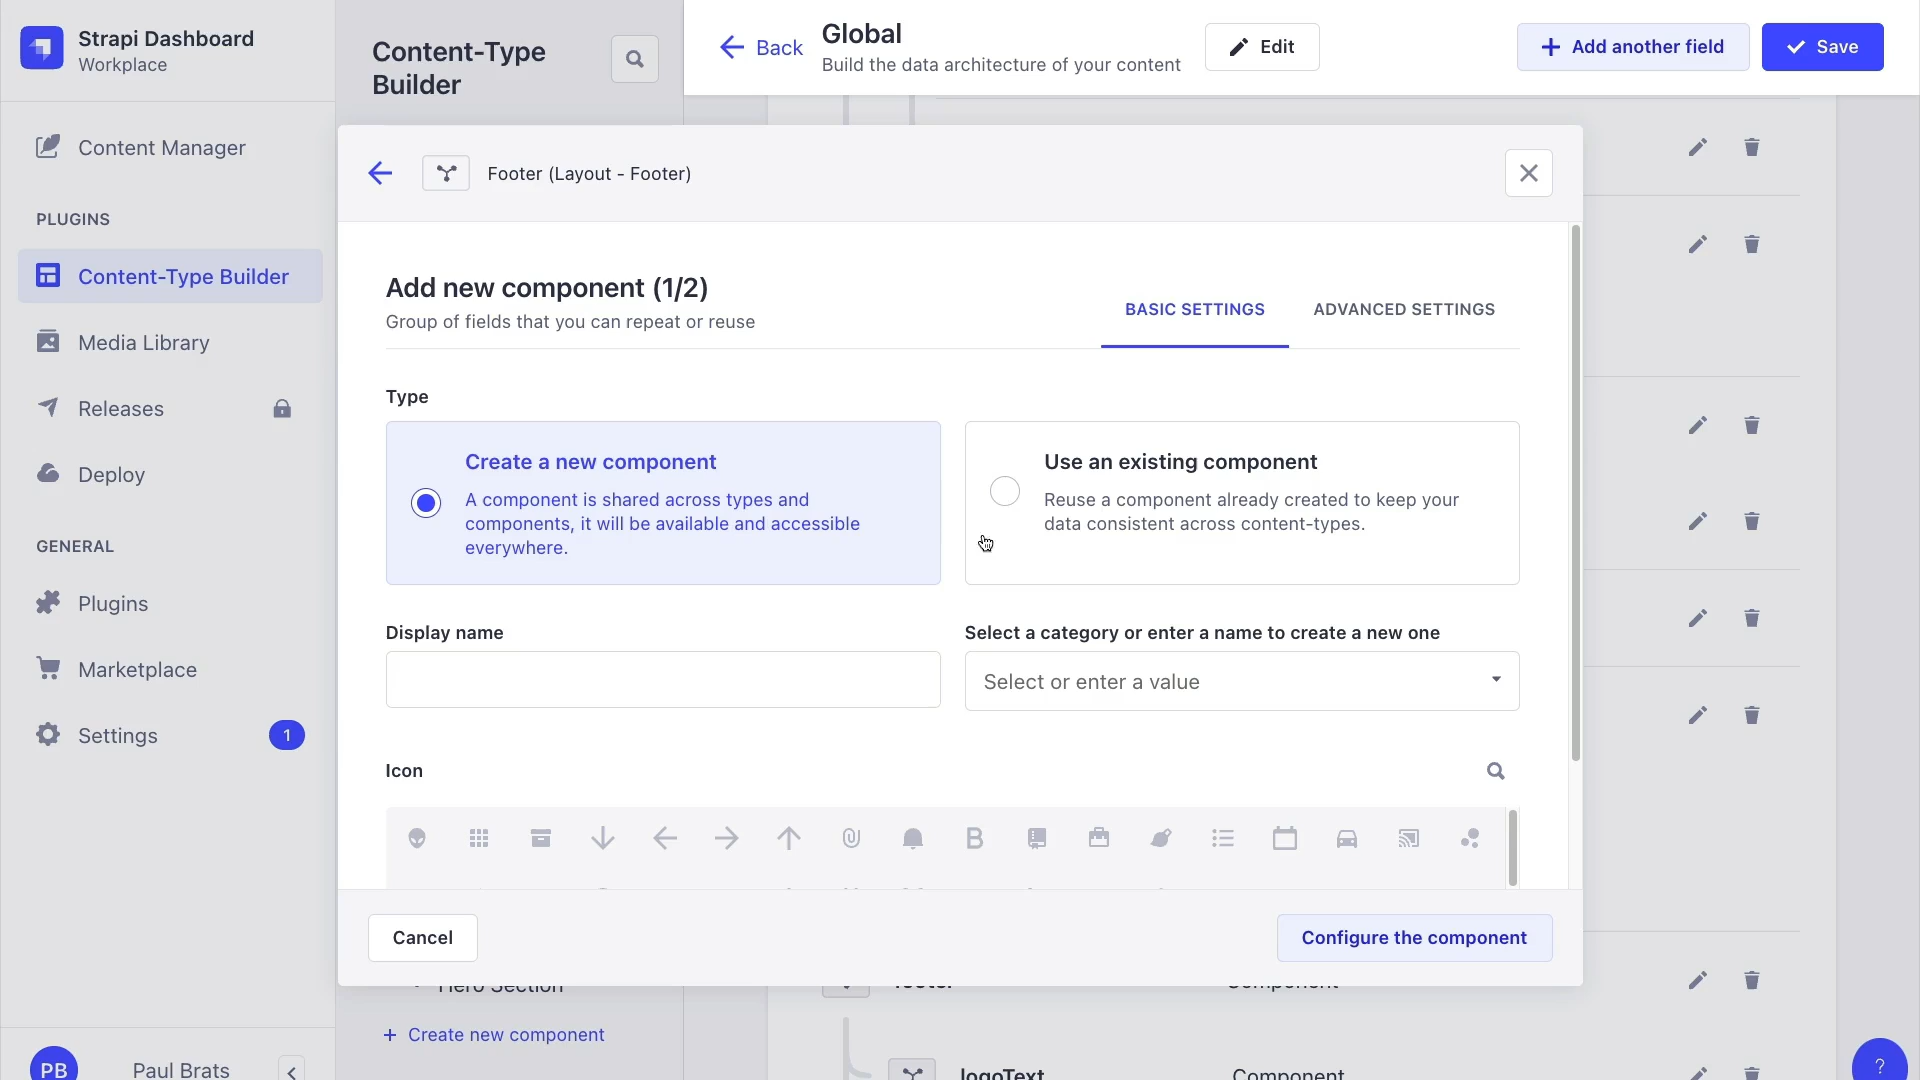 Strapi Dashboard
Workplace
Content Manager
PLUGINS
Content-Type Builder
Media Library
Releases
Deploy
GENERAL
Plugins
Marketplace
Settings
1
PB
Paul Brats
Content-Type
Builder
Back
Global
Build the data architecture of your content
Edit
Add another field
Save
Footer (Layout - Footer)
Add new component (1/2)
Group of fields that you can repeat or reuse
BASIC SETTINGS
ADVANCED SETTINGS
Type
Create a new component
A component is shared across types and
components, it will be available and accessible
everywhere.
Use an existing component
Reuse a component already created to keep your
data consistent across content-types.
Display name
Select a category or enter a name to create a new one
Select or enter a value
Icon
Cancel
Configure the component
Hero Section
+ Create new component
footer
Component
logoText
Component
?